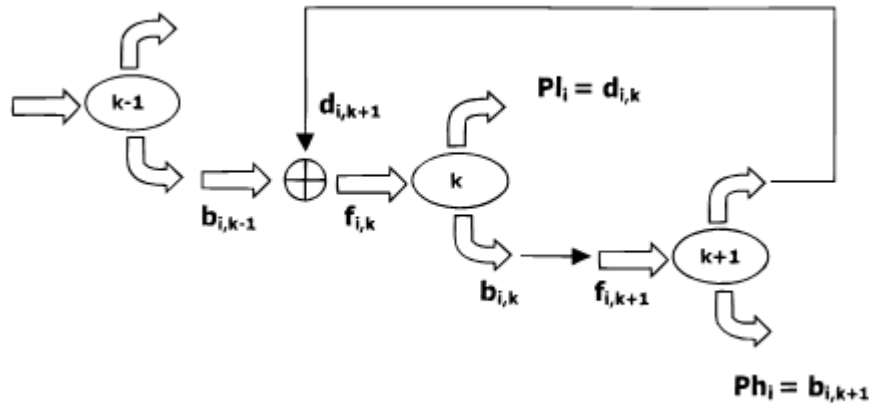 k-1
Pl_i = d_{i,k}
d_{i,k+1}
k
b_{i,k-1}
f_{i,k}
k+1
b_{i,k}
f_{i,k+1}
Ph_i = b_{i,k+1}